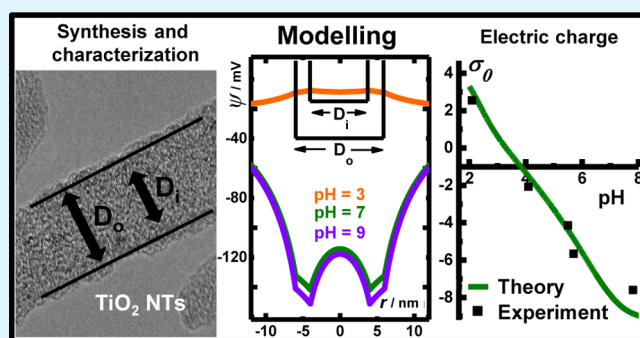 Synthesis and
characterization
D_o
D_i
TiO₂ NTs
Modelling
ψ / mV
-40
-80
-120
D_i
D_o
pH = 3
pH = 7
pH = 9
r / nm
-10 -5 0 5 10
Electric charge
σ₀
4
2
0
-2
-4
-6
-8
2 4 6 8
pH
Theory
Experiment